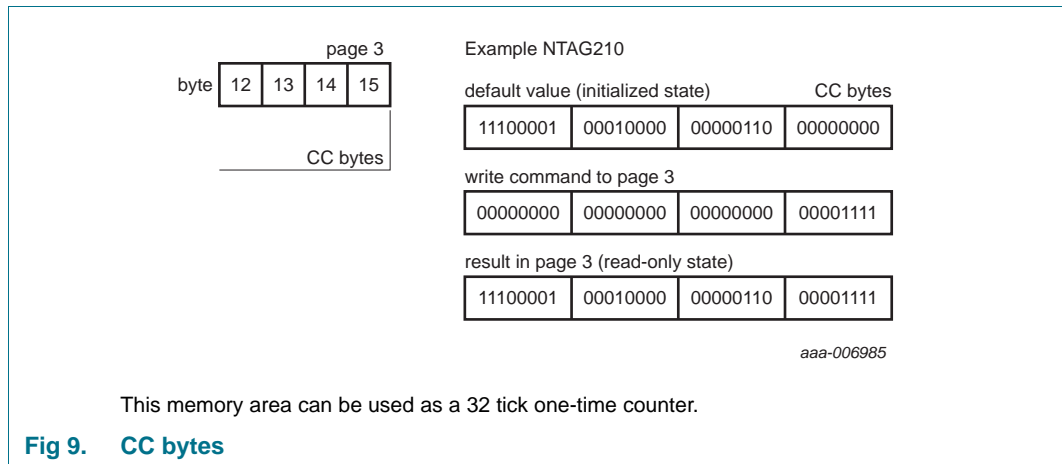 page 3
byte 12 13 14 15
CC bytes
Example NTAG210
default value (initialized state) CC bytes
11100001 00010000 00000110 00000000
write command to page 3
00000000 00000000 00000000 00001111
result in page 3 (read-only state)
11100001 00010000 00000110 00001111
aaa-006985
This memory area can be used as a 32 tick one-time counter.
Fig 9. CC bytes